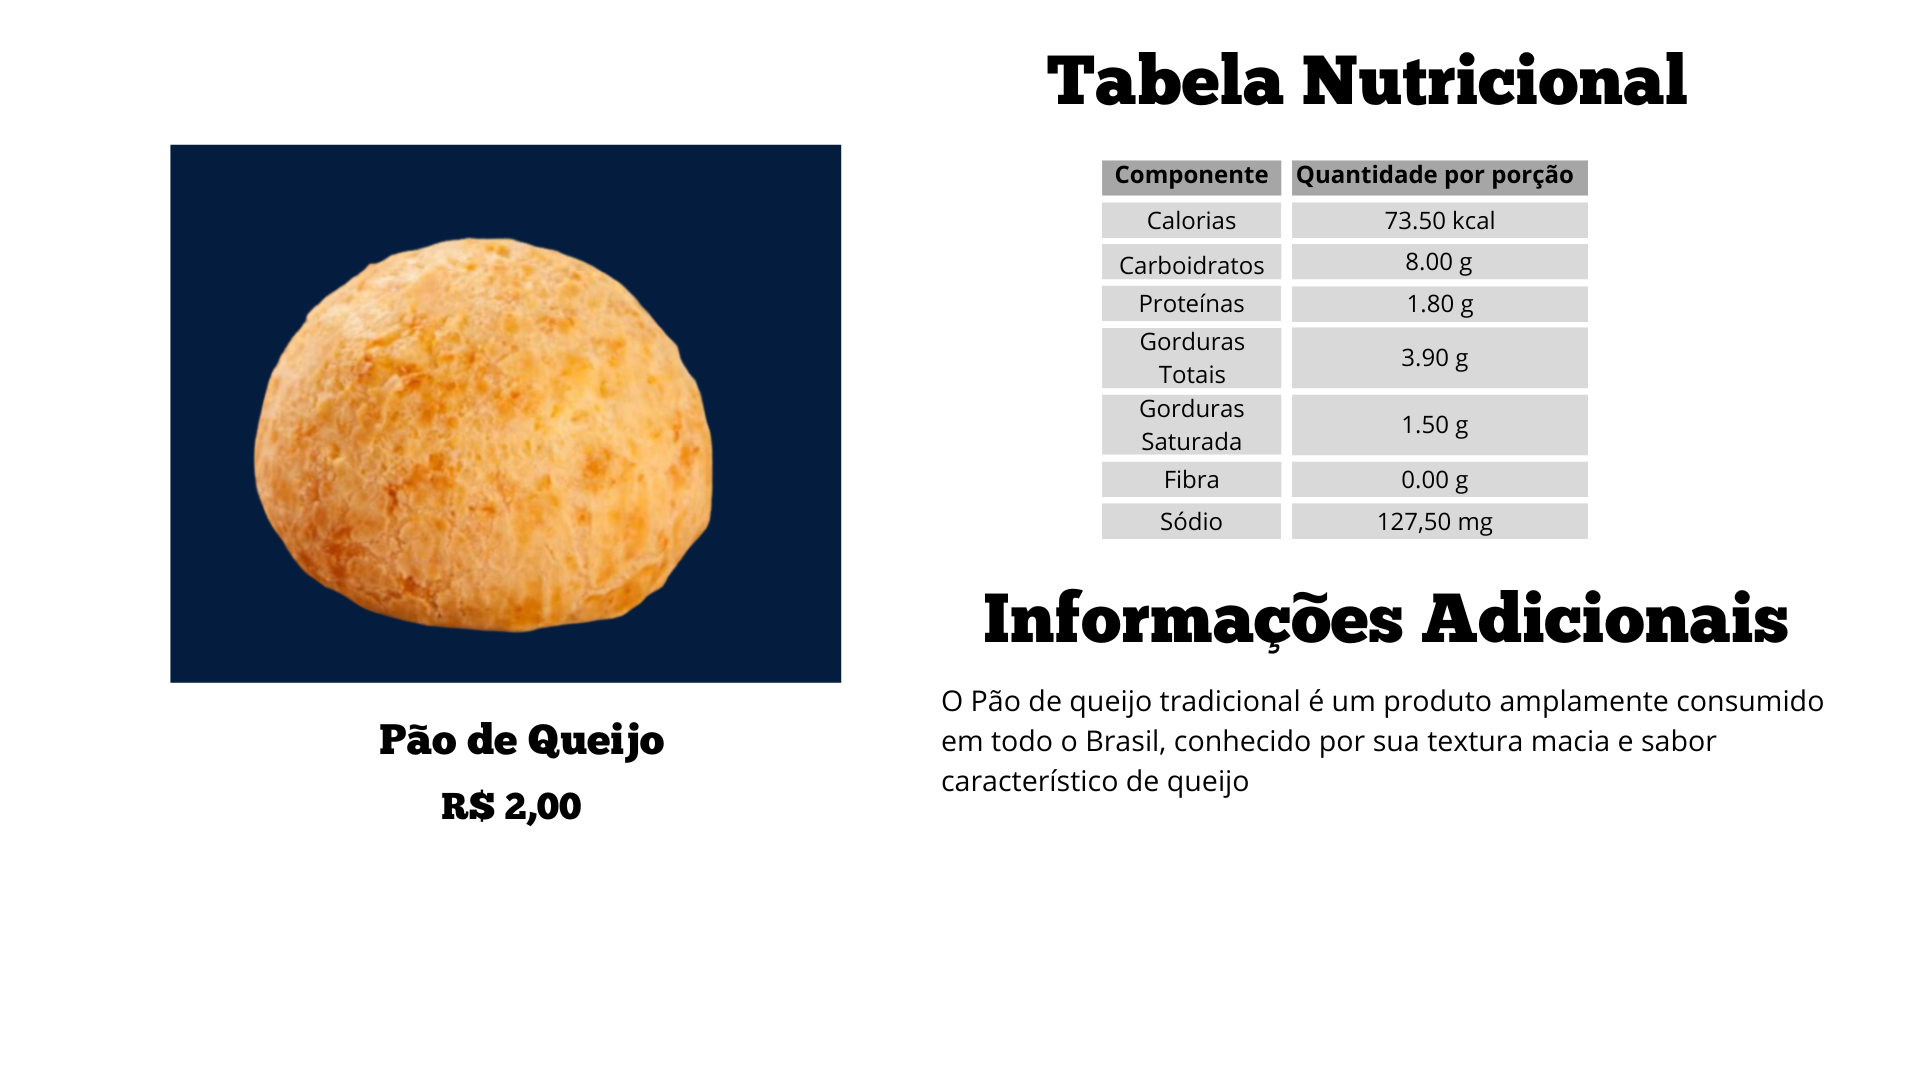 Tabela Nutricional
Componente Quantidade por porção
Calorias 73.50 kcal
Carboidratos 8.00 g
Proteínas 1.80 g
Gorduras
Totais 3.90 g
Gorduras
Saturada 1.50 g
Fibra 0.00 g
Sódio 127,50 mg
Pão de Queijo
R$ 2,00
Informações Adicionais
O Pão de queijo tradicional é um produto amplamente consumido
em todo o Brasil, conhecido por sua textura macia e sabor
característico de queijo